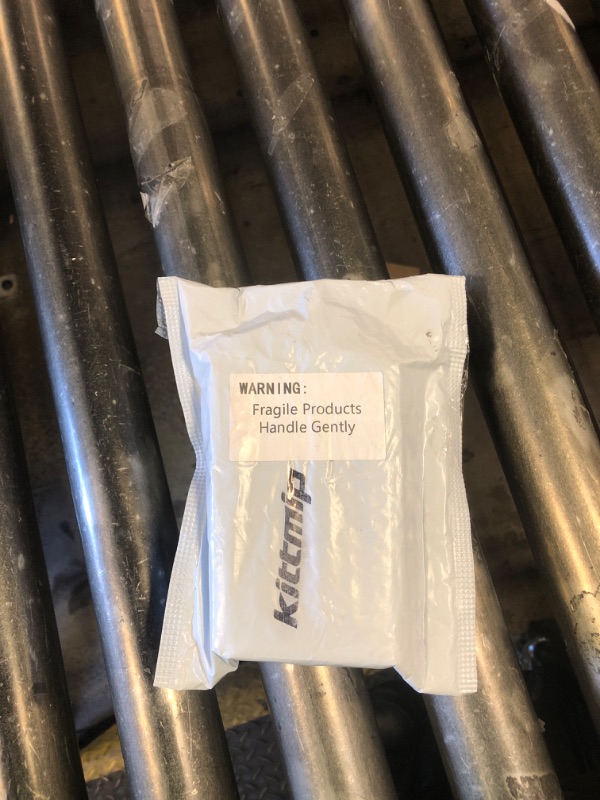 WARNING:
Fragile Products
Handle Gently
kittmip